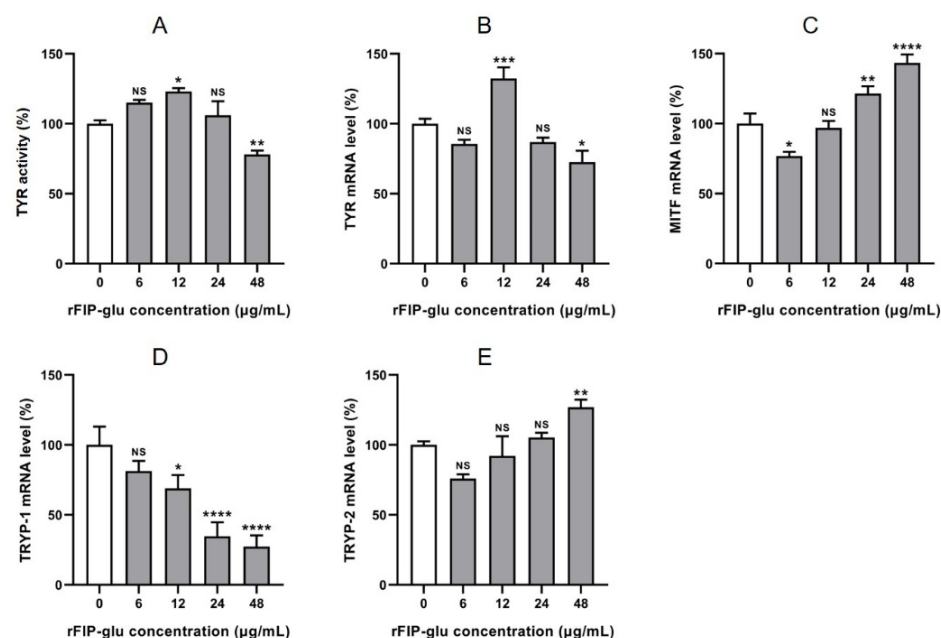 A
TYR activity (%)
150
100
50
0
NS
*
NS
**
0 6 12 24 48
rFIP-glu concentration (μg/mL)
B
TYR mRNA level (%)
150
100
50
0
NS
***
NS
*
0 6 12 24 48
rFIP-glu concentration (μg/mL)
C
MITF mRNA level (%)
150
100
50
0
*
NS
**
****
0 6 12 24 48
rFIP-glu concentration (μg/mL)
D
TRYP-1 mRNA level (%)
150
100
50
0
NS
*
****
****
0 6 12 24 48
rFIP-glu concentration (μg/mL)
E
TRYP-2 mRNA level (%)
150
100
50
0
NS
NS
NS
**
0 6 12 24 48
rFIP-glu concentration (μg/mL)